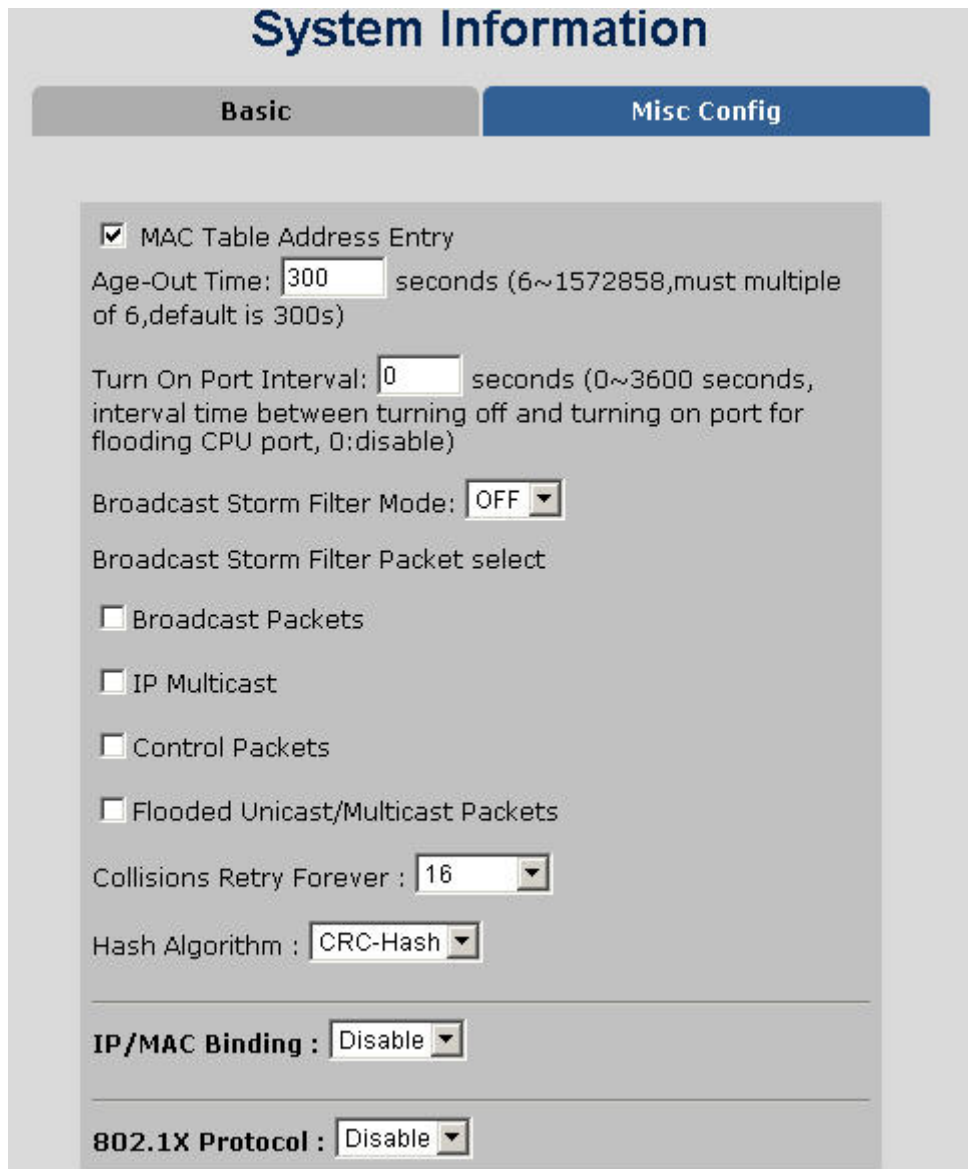 System Information
Basic
Misc Config
MAC Table Address Entry
Age-Out Time: 300 seconds (6~1572858,must multiple
of 6,default is 300s)
Turn On Port Interval: 0 seconds (0~3600 seconds,
interval time between turning off and turning on port for
flooding CPU port, 0:disable)
Broadcast Storm Filter Mode: OFF
Broadcast Storm Filter Packet select
Broadcast Packets
IP Multicast
Control Packets
Flooded Unicast/Multicast Packets
Collisions Retry Forever : 16
Hash Algorithm : CRC-Hash
IP/MAC Binding : Disable
802.1X Protocol : Disable